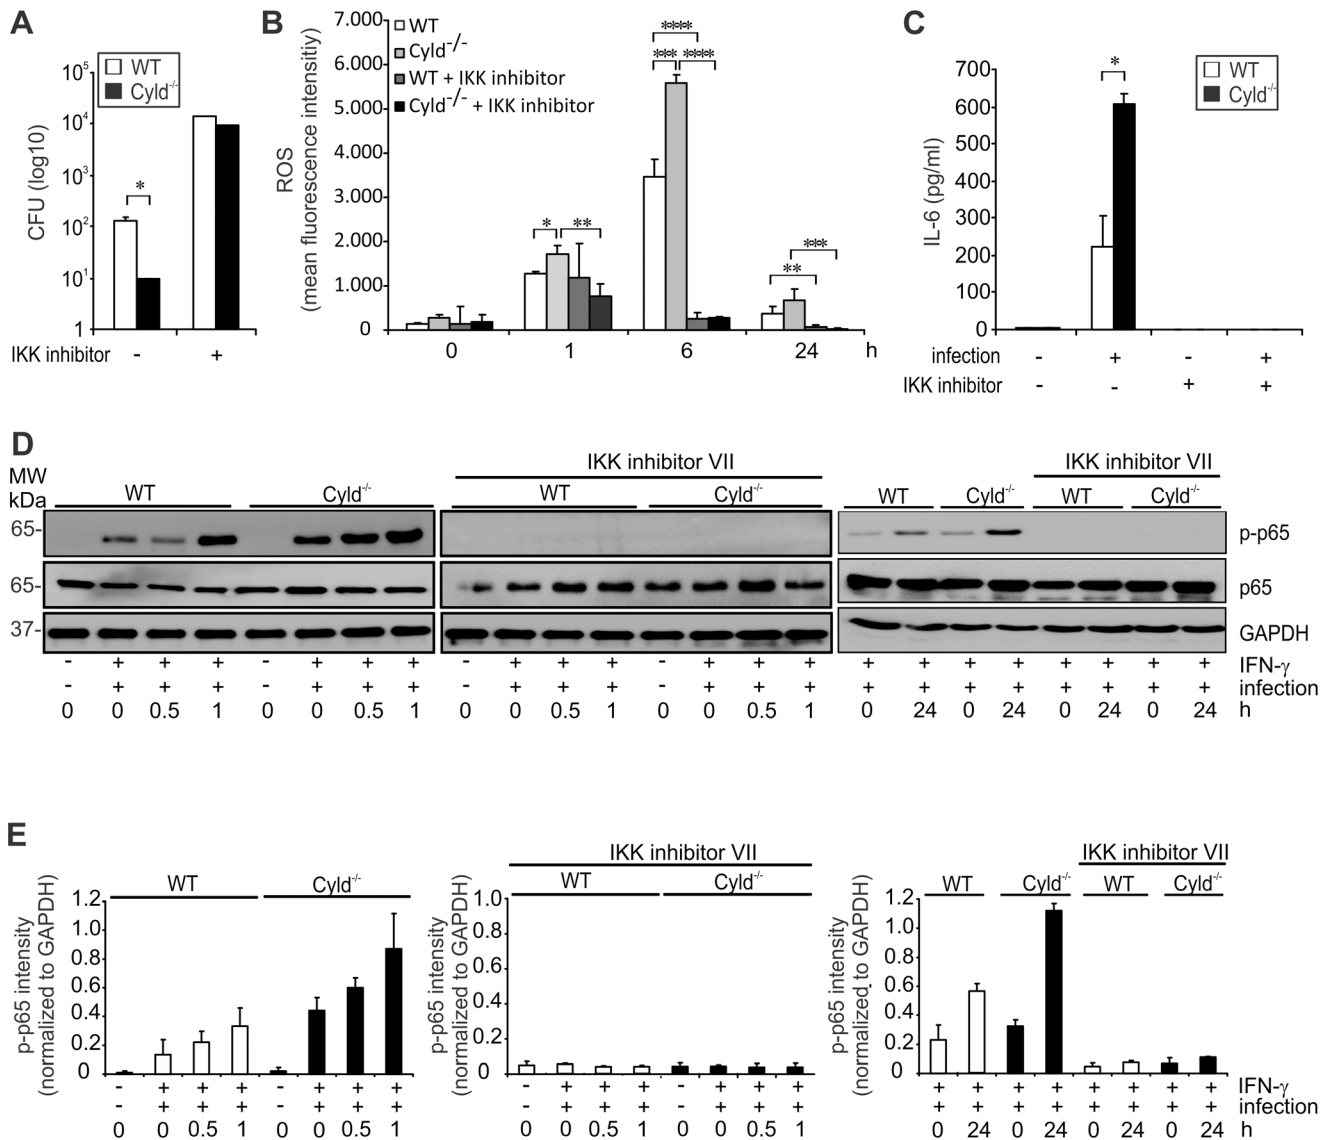 A
WT
Cyld-/-
CFU (log10)
10^5
10^4
10^3
10^2
10^1
1
*
IKK inhibitor - +
B
ROS
(mean fluorescence intensitiy)
7.000
6.000
5.000
4.000
3.000
2.000
1.000
0
WT
Cyld-/-
WT + IKK inhibitor
Cyld-/- + IKK inhibitor
* **
****
*** ****
** ***
0 1 6 24 h
C
IL-6 (pg/ml)
700
600
500
400
300
200
100
0
*
WT
Cyld-/-
infection - + - +
IKK inhibitor - - + +
D
MW
kDa
IKK inhibitor VII
IKK inhibitor VII
WT Cyld-/- WT Cyld-/- WT Cyld-/- WT Cyld-/-
65- p-p65
65- p65
37- GAPDH
- + + + - + + + - + + + - + + + + + + + + + + + IFN-γ
- + + + - + + + - + + + - + + + + + + + + + + + infection
0 0 0.5 1 0 0 0.5 1 0 0 0.5 1 0 0 0.5 1 0 24 0 24 0 24 0 24 h
E
p-p65 intensity
(normalized to GAPDH)
1.2
1.0
0.8
0.6
0.4
0.2
0
WT Cyld-/-
- + + + - + + +
- + + + - + + +
0 0 0.5 1 0 0 0.5 1
IKK inhibitor VII
WT Cyld-/-
p-p65 intensity
(normalized to GAPDH)
1.0
0.8
0.6
0.4
0.2
0
- + + + - + + +
- + + + - + + +
0 0 0.5 1 0 0 0.5 1
IKK inhibitor VII
WT Cyld-/- WT Cyld-/-
p-p65 intensity
(normalized to GAPDH)
1.2
1.0
0.8
0.6
0.4
0.2
0
+ + + + + + + + IFN-γ
+ + + + + + + + infection
0 24 0 24 0 24 0 24 h